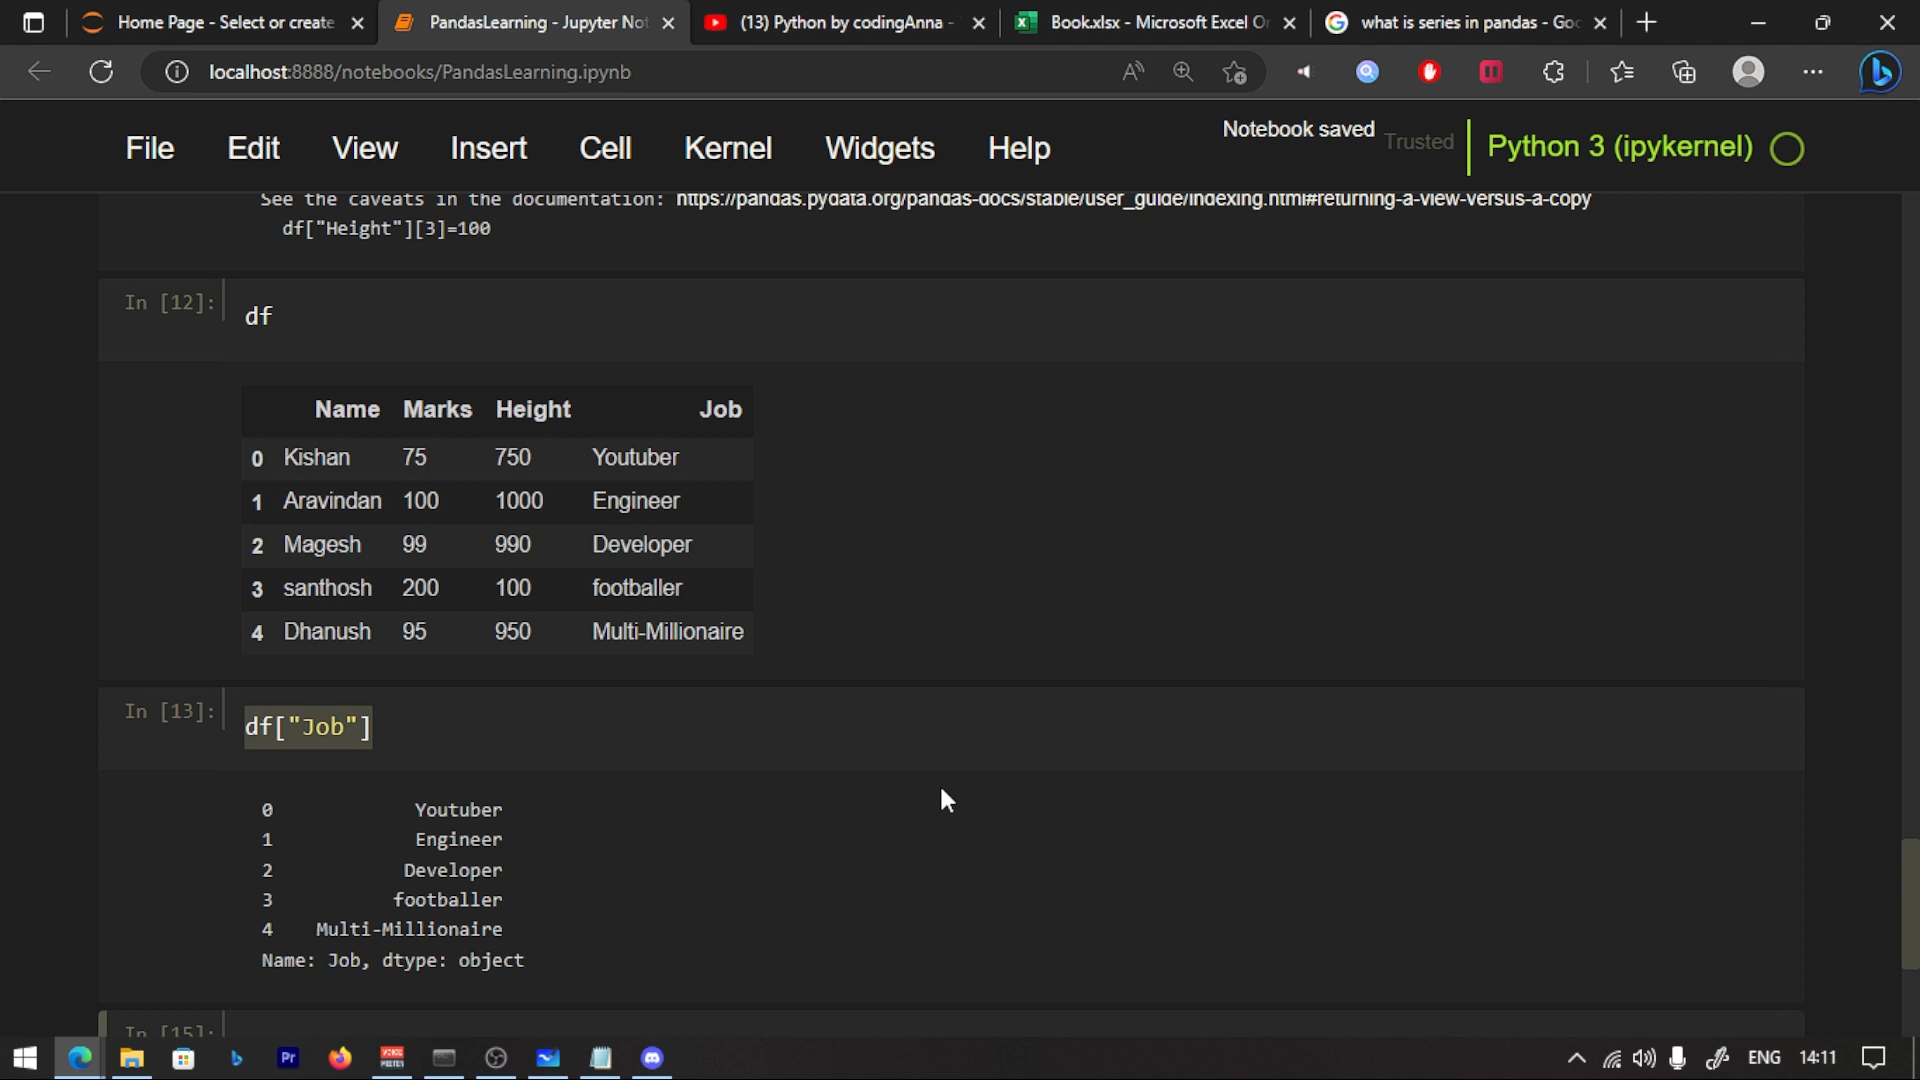 Home Page - Select or create
PandasLearning - Jupyter Not
(13) Python by codingAnna -
Book.xlsx - Microsoft Excel O
what is series in pandas - Goo
localhost:8888/notebooks/PandasLearning.ipynb
File Edit View Insert Cell Kernel Widgets Help
Notebook saved
Trusted
Python 3 (ipykernel)
See the caveats in the documentation: https://pandas.pydata.org/pandas-docs/stable/user_guide/indexing.html#returning-a-view-versus-a-copy
df["Height"][3]=100
In [12]: df
Name Marks Height Job
0 Kishan 75 750 Youtuber
1 Aravindan 100 1000 Engineer
2 Magesh 99 990 Developer
3 santhosh 200 100 footballer
4 Dhanush 95 950 Multi-Millionaire
In [13]: df["Job"]
0 Youtuber
1 Engineer
2 Developer
3 footballer
4 Multi-Millionaire
Name: Job, dtype: object
In [15]:
Pr
ENG 14:11